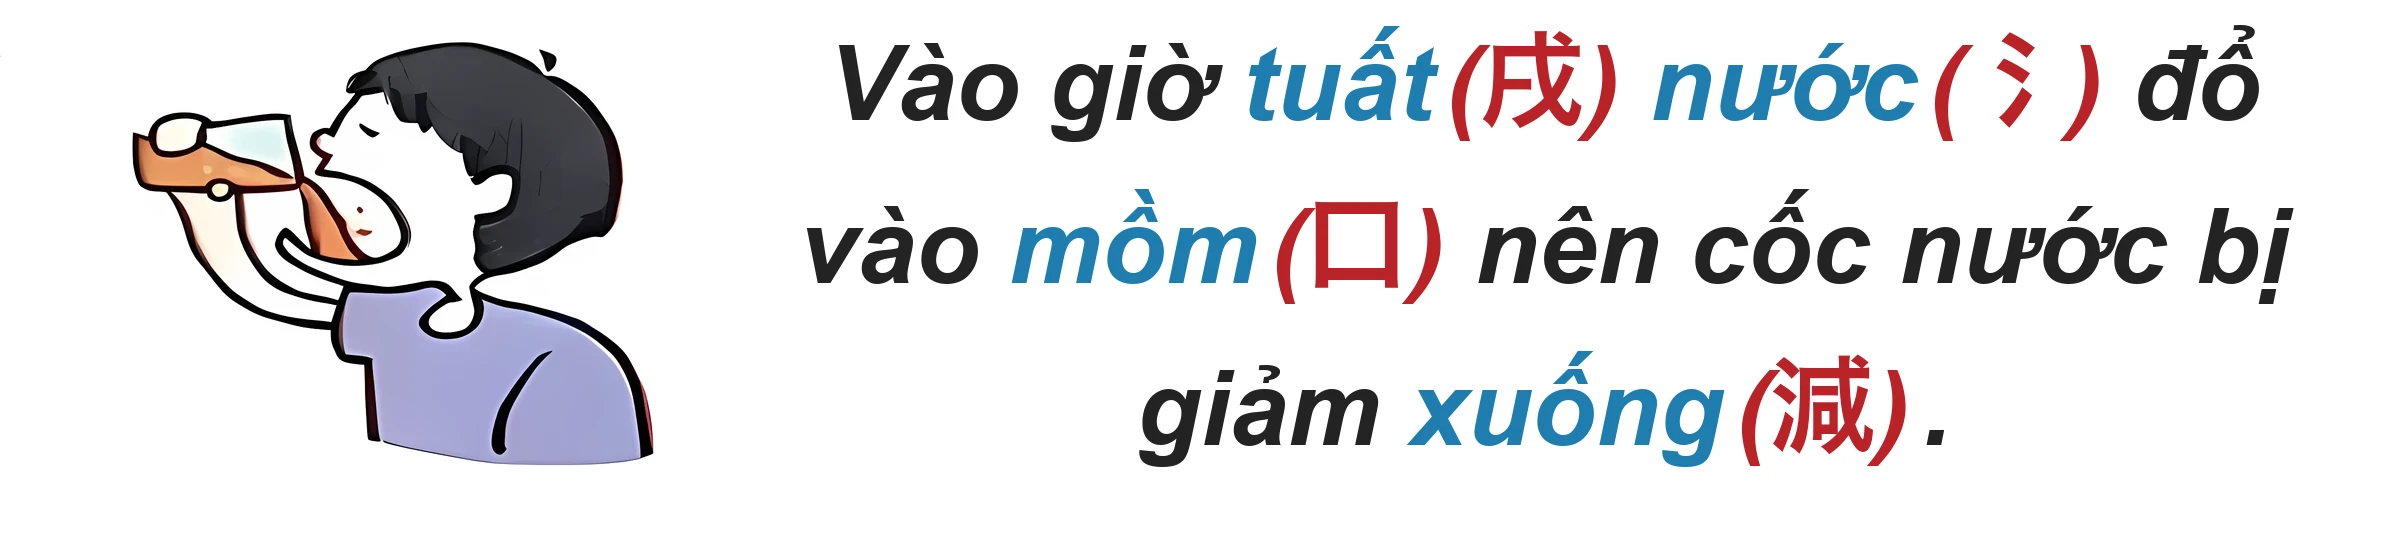 Vào giờ tuất(戌) nước(氵) đổ
vào mồm(口) nên cốc nước bị
giảm xuống(減).